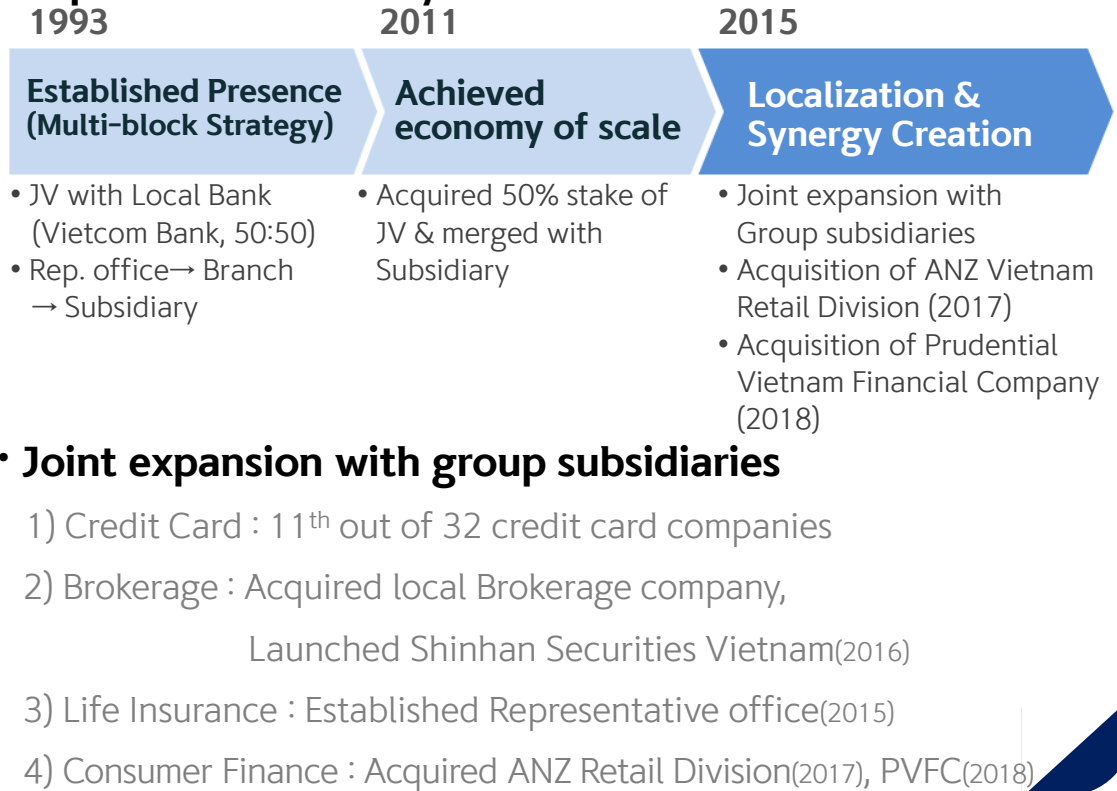 1993
Established Presence
(Multi-block Strategy)
• JV with Local Bank
(Vietcom Bank, 50:50)
• Rep. office→ Branch
→ Subsidiary
2011
Achieved
economy of scale
• Acquired 50% stake of
JV & merged with
Subsidiary
2015
Localization &
Synergy Creation
• Joint expansion with
Group subsidiaries
• Acquisition of ANZ Vietnam
Retail Division (2017)
• Acquisition of Prudential
Vietnam Financial Company
(2018)
• Joint expansion with group subsidiaries
1) Credit Card : 11th out of 32 credit card companies
2) Brokerage : Acquired local Brokerage company,
Launched Shinhan Securities Vietnam(2016)
3) Life Insurance : Established Representative office(2015)
4) Consumer Finance : Acquired ANZ Retail Division(2017), PVFC(2018)